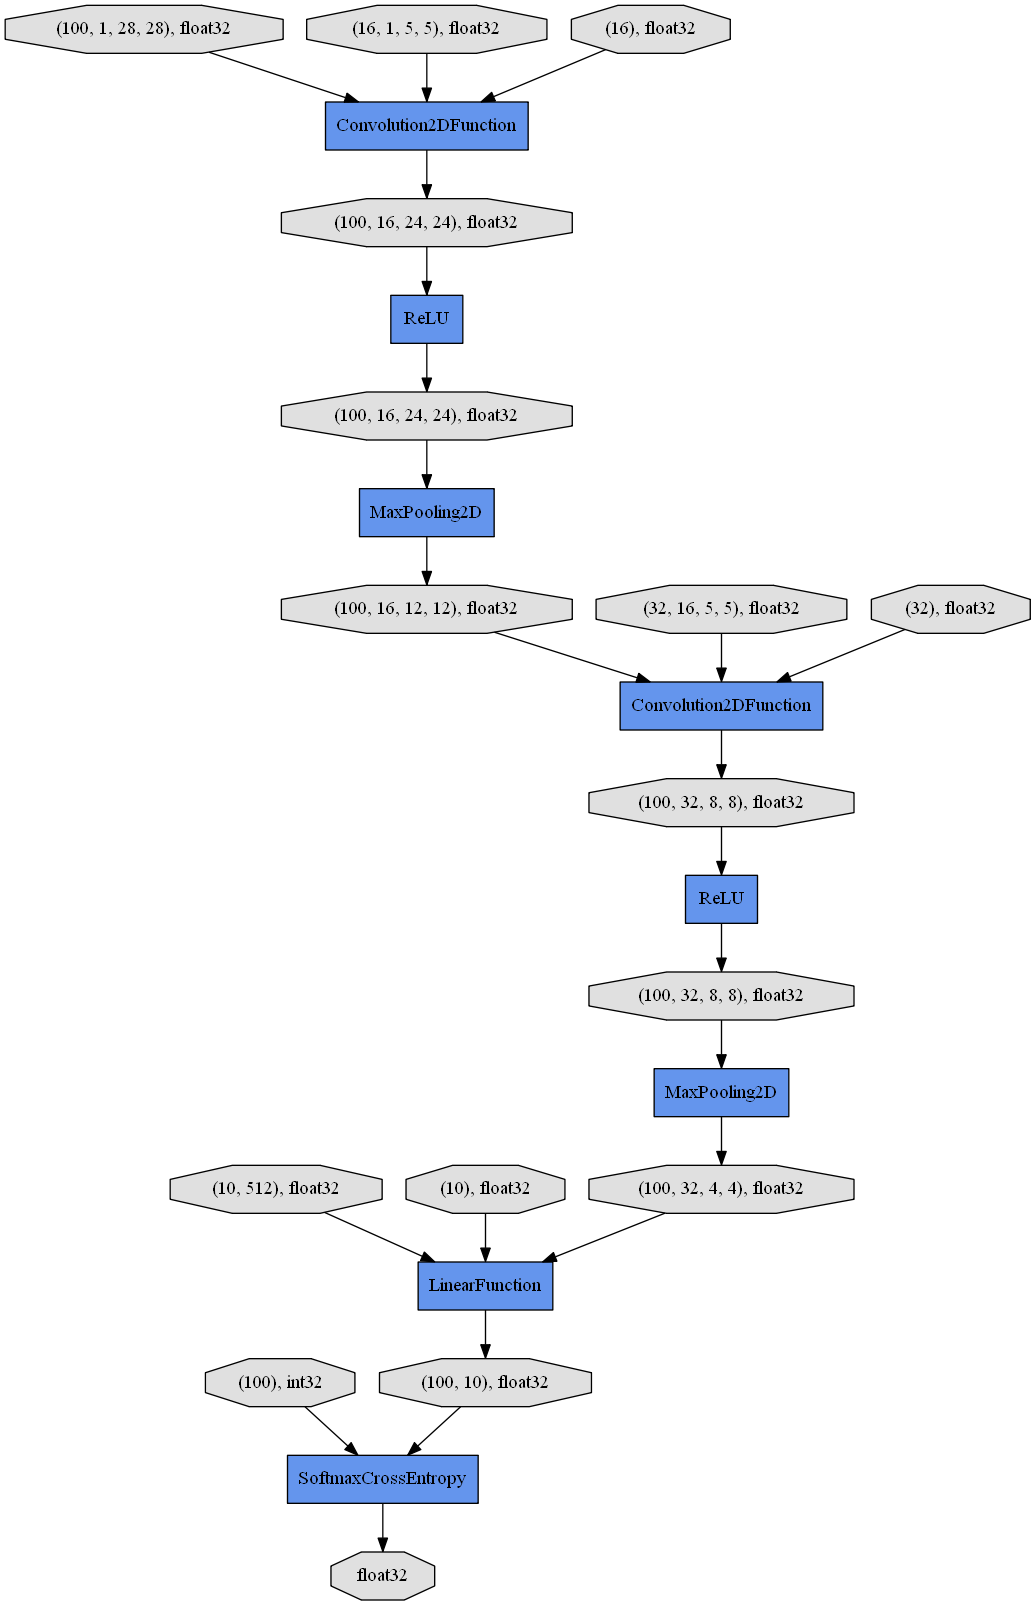 (100, 1, 28, 28), float32
(16, 1, 5, 5), float32
(16), float32
Convolution2DFunction
(100, 16, 24, 24), float32
ReLU
(100, 16, 24, 24), float32
MaxPooling2D
(100, 16, 12, 12), float32
(32, 16, 5, 5), float32
(32), float32
Convolution2DFunction
(100, 32, 8, 8), float32
ReLU
(100, 32, 8, 8), float32
MaxPooling2D
(10, 512), float32
(10), float32
(100, 32, 4, 4), float32
LinearFunction
(100), int32
(100, 10), float32
SoftmaxCrossEntropy
float32